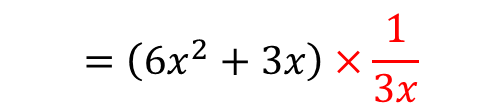 = (6x² + 3x) × 1/3x